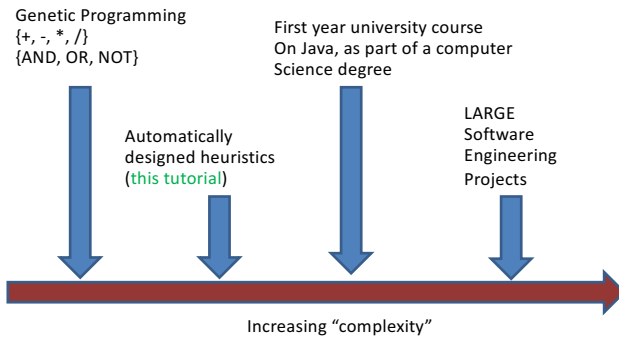 Genetic Programming
{+, -, *, /}
{AND, OR, NOT}
First year university course
On Java, as part of a computer
Science degree
Automatically
designed heuristics
(this tutorial)
LARGE
Software
Engineering
Projects
Increasing “complexity”